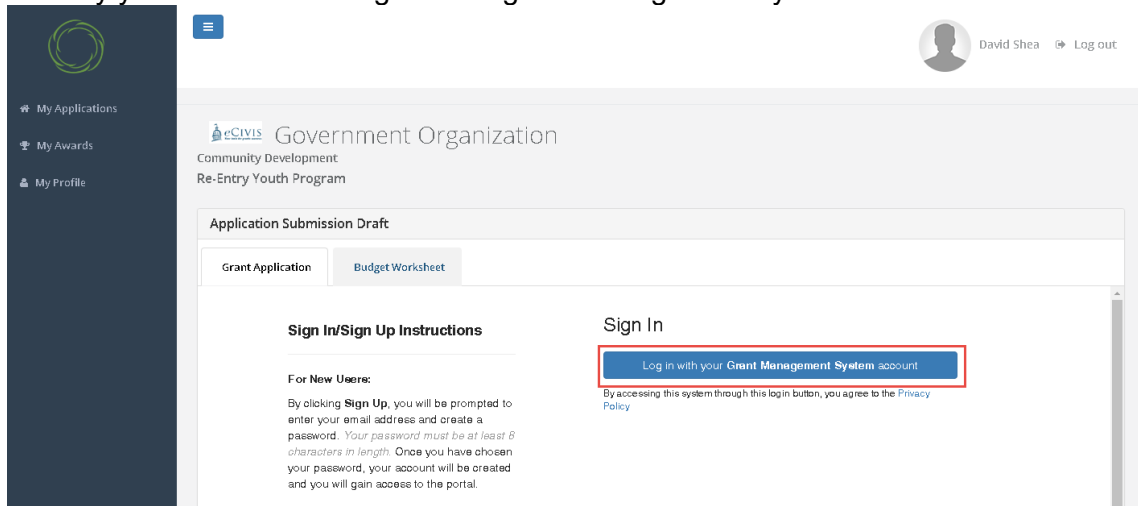 David Shea
Log out
My Applications
My Awards
My Profile
eCIVIS
Government Organization
Community Development
Re-Entry Youth Program
Application Submission Draft
Grant Application
Budget Worksheet
Sign In/Sign Up Instructions
For New Users:
By clicking Sign Up, you will be prompted to
enter your email address and create a
password. Your password must be at least 8
characters in length. Once you have chosen
your password, your account will be created
and you will gain access to the portal.
Sign In
Log in with your Grant Management System account
By accessing this system through this login button, you agree to the Privacy
Policy